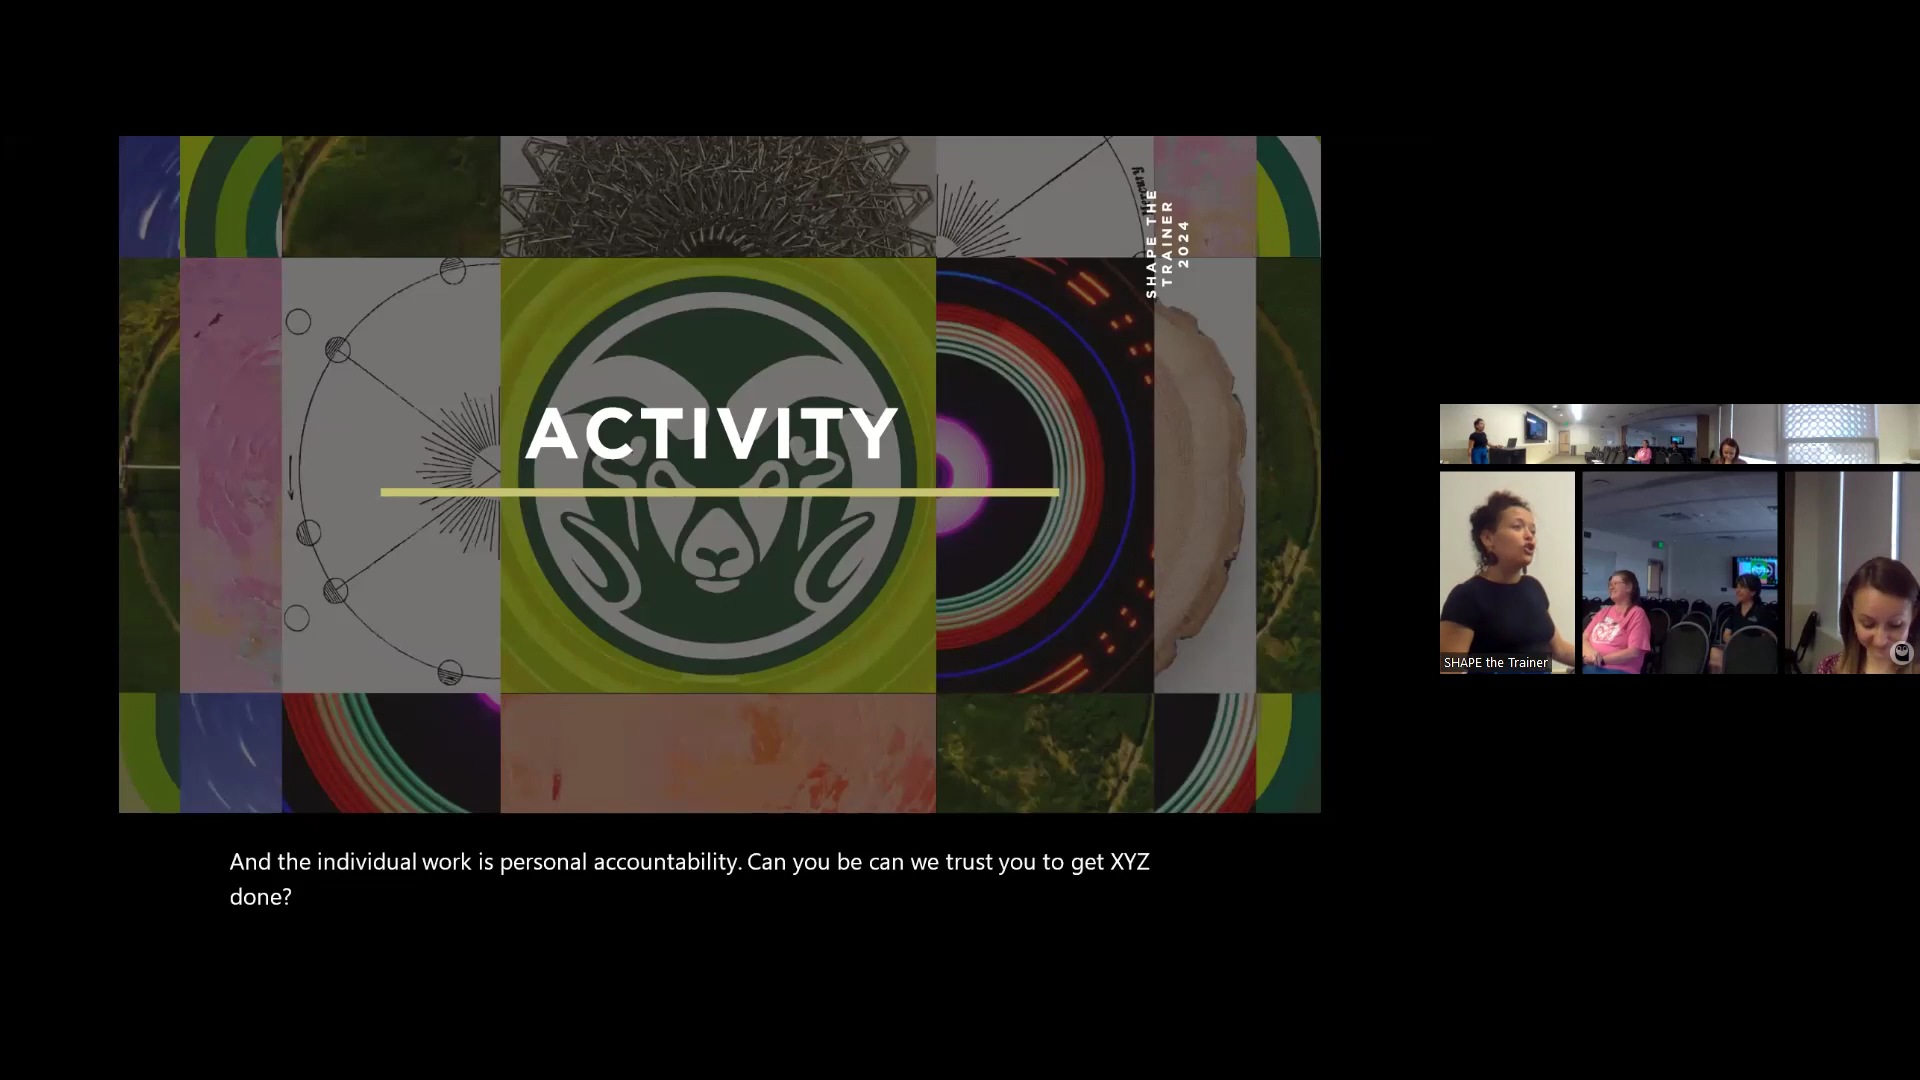 Mercury
SHAPE THE
TRAINER
2024
ACTIVITY
SHAPE the Trainer
And the individual work is personal accountability. Can you be can we trust you to get XYZ
done?